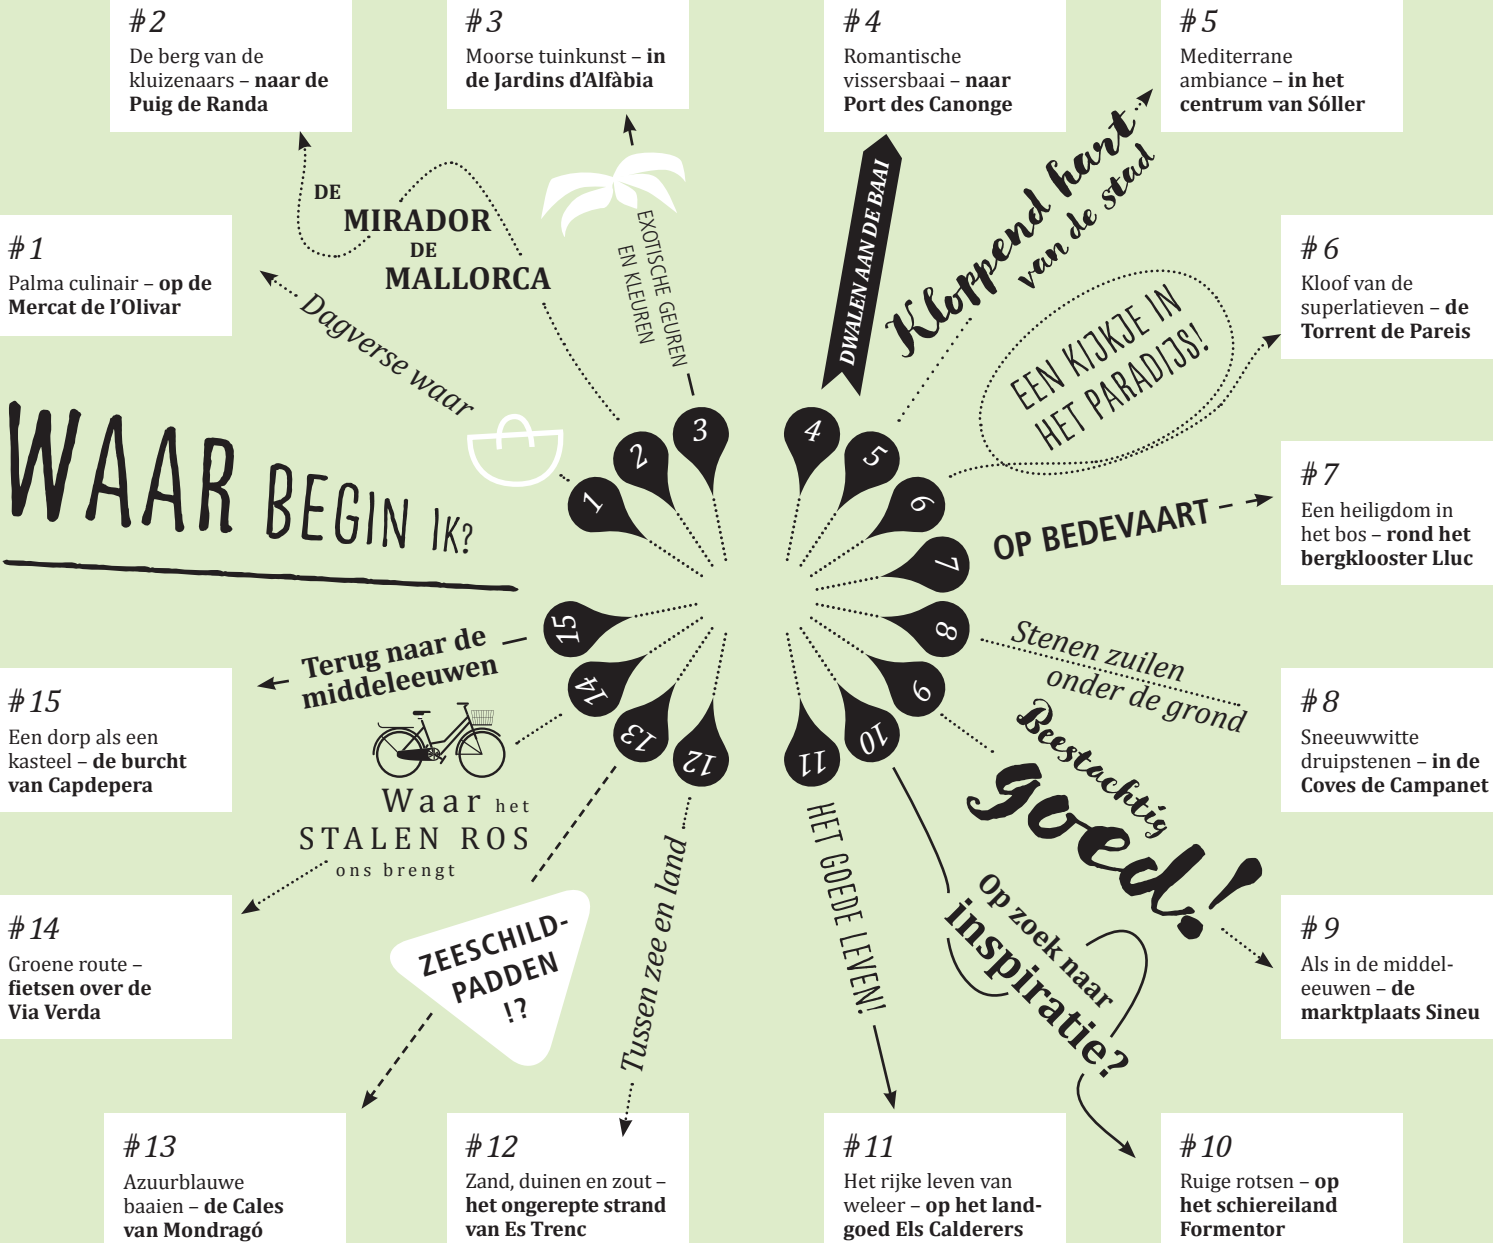 #2
De berg van de
kluizenaars – naar de
Puig de Randa
#3
Moorse tuinkunst – in
de Jardins d'Alfàbia
#4
Romantische
vissersbaai – naar
Port des Canonge
#5
Mediterrane
ambiance – in het
centrum van Sóller
DE
MIRADOR
DE
MALLORCA
EXOTISCHE GEUREN
EN KLEUREN
DWALEN AAN DE BAAI
Kloppend hart
van de stad
#1
Palma culinair – op de
Mercat de l'Olivar
Dagverse waar
EEN KIJKJE IN
HET PARADIJS!
#6
Kloof van de
superlatieven – de
Torrent de Pareis
WAAR BEGIN IK?
1
2
3
4
5
6
7
8
9
10
11
12
13
14
15
OP BEDEVAART
#7
Een heiligdom in
het bos – rond het
bergklooster Lluc
Terug naar de
middeleeuwen
Stenen zuilen
onder de grond
#15
Een dorp als een
kasteel – de burcht
van Capdepera
#8
Sneeuwwitte
druipstenen – in de
Coves de Campanet
Waar het
STALEN ROS
ons brengt
Beestachtig
goed!
#14
Groene route –
fietsen over de
Via Verda
ZEESCHILD-
PADDEN
!?
Tussen zee en land
HET GOEDE LEVEN!
Op zoek naar
inspiratie?
#9
Als in de middel-
eeuwen – de
marktplaats Sineu
#13
Azuurblauwe
baaien – de Cales
van Mondragó
#12
Zand, duinen en zout –
het ongerepte strand
van Es Trenc
#11
Het rijke leven van
weleer – op het land-
goed Els Calderers
#10
Ruige rotsen – op
het schiereiland
Formentor